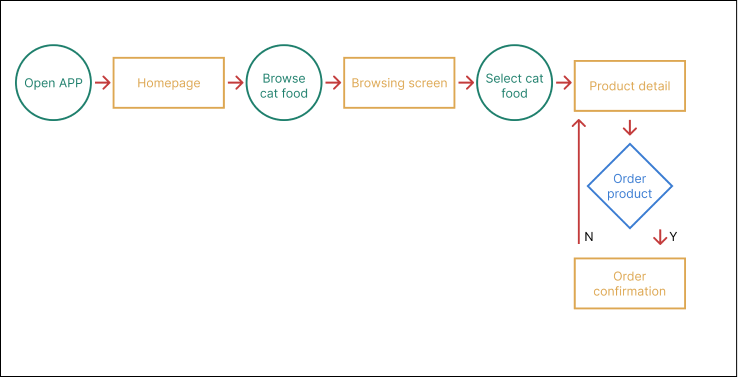 Open APP
Homepage
Browse
cat food
Browsing screen
Select cat
food
Product detail
Order
product
N
Y
Order
confirmation